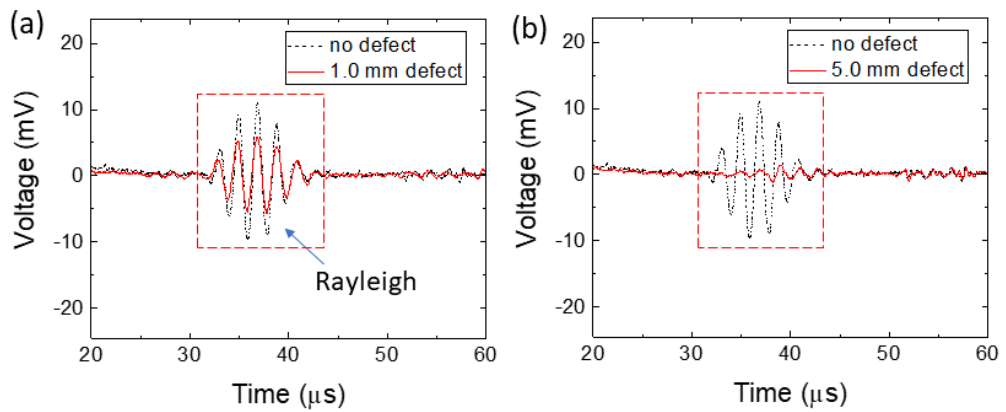 (a)
no defect
1.0 mm defect
Voltage (mV)
20
10
0
-10
-20
Rayleigh
20
30
40
50
60
Time (μs)
(b)
no defect
5.0 mm defect
Voltage (mV)
20
10
0
-10
-20
20
30
40
50
60
Time (μs)